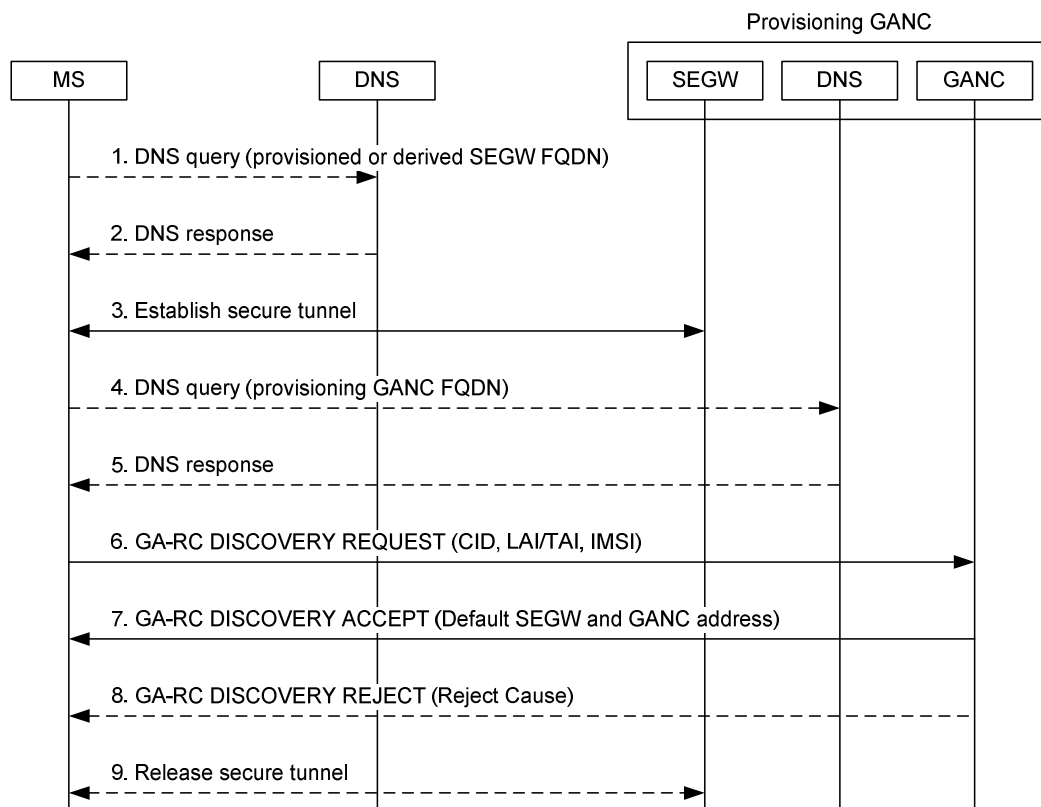 Provisioning GANC
MS
DNS
SEGW
DNS
GANC
1. DNS query (provisioned or derived SEGW FQDN)
2. DNS response
3. Establish secure tunnel
4. DNS query (provisioning GANC FQDN)
5. DNS response
6. GA-RC DISCOVERY REQUEST (CID, LAI/TAI, IMSI)
7. GA-RC DISCOVERY ACCEPT (Default SEGW and GANC address)
8. GA-RC DISCOVERY REJECT (Reject Cause)
9. Release secure tunnel